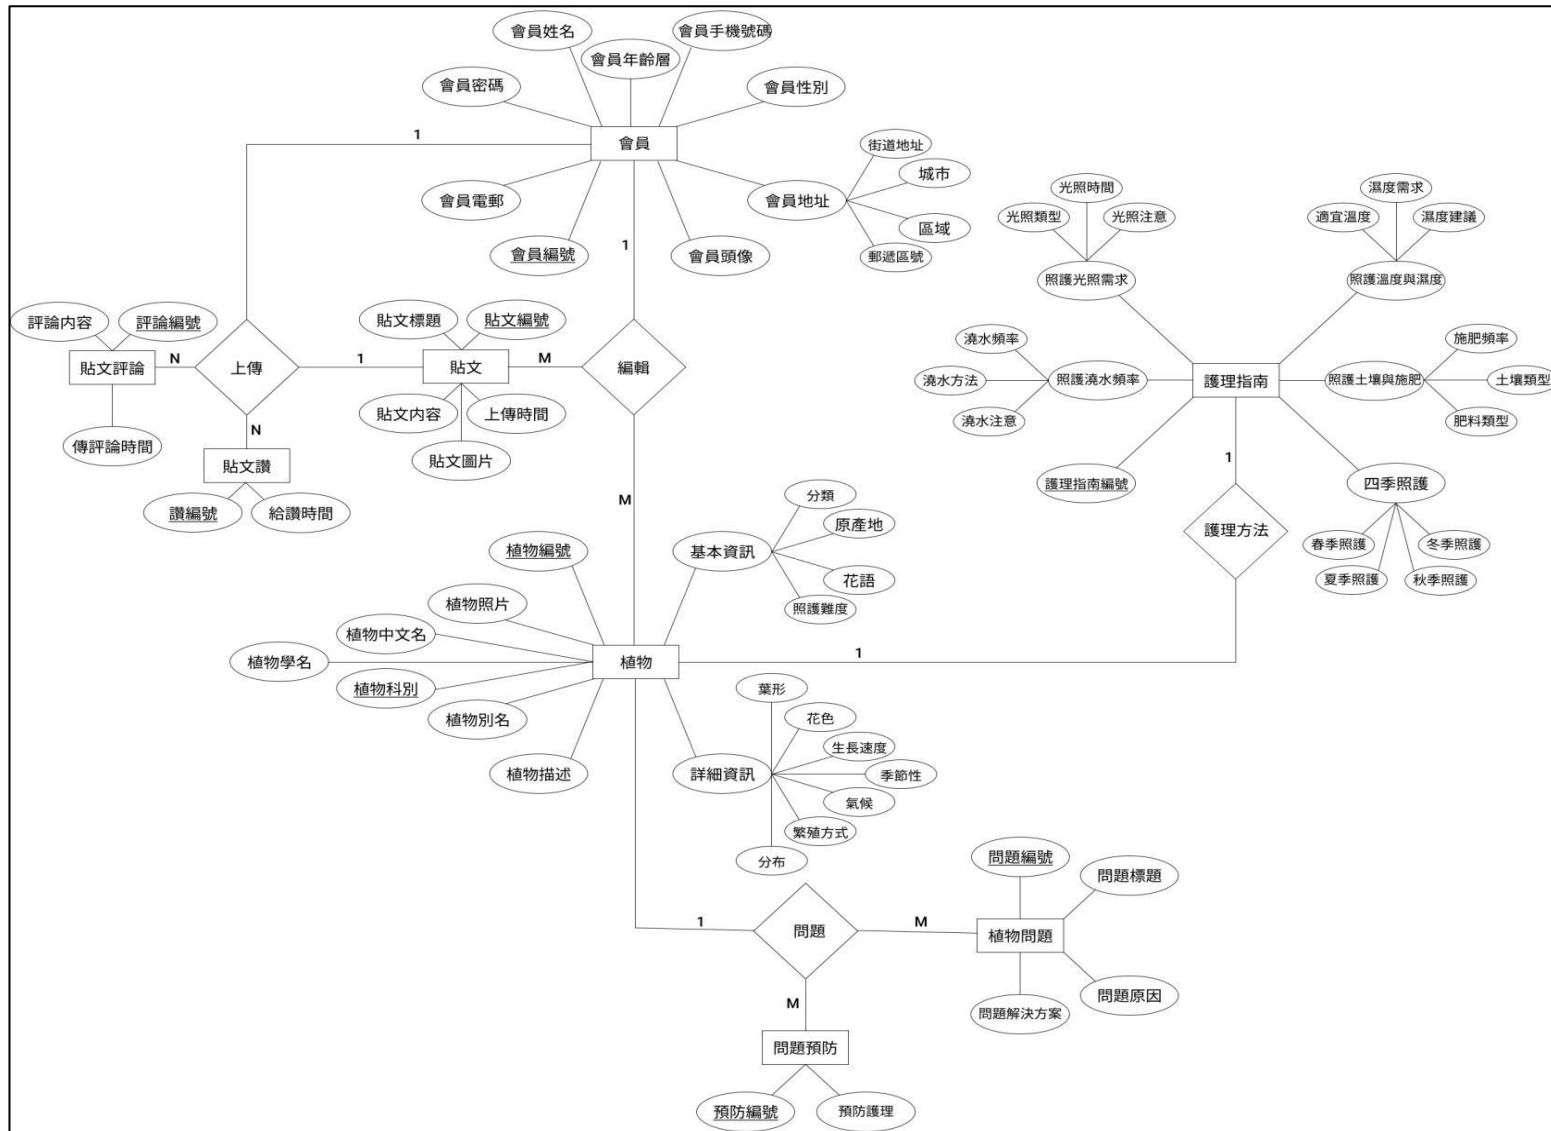 會員姓名
會員手機號碼
會員年齡層
會員密碼
會員性別
1
會員
街道地址
城市
會員電郵
會員地址
區域
會員編號
會員頭像
郵遞區號
1
光照時間
濕度需求
光照類型
光照注意
適宜溫度
濕度建議
照護光照需求
照護溫度與濕度
評論內容
評論編號
貼文標題
貼文編號
貼文評論
N
上傳
1
貼文
M
編輯
澆水頻率
施肥頻率
澆水方法
照護澆水頻率
護理指南
照護土壤與施肥
土壤類型
澆水注意
肥料類型
貼文內容
上傳時間
傳評論時間
N
貼文讚
貼文圖片
1
護理指南編號
四季照護
讚編號
給讚時間
M
分類
原產地
護理方法
春季照護
冬季照護
夏季照護
秋季照護
植物編號
基本資訊
花語
植物照片
照護難度
植物中文名
植物學名
植物
1
植物科別
葉形
植物別名
花色
生長速度
植物描述
詳細資訊
季節性
氣候
繁殖方式
分布
問題編號
問題標題
1
問題
M
植物問題
問題原因
M
問題解決方案
問題預防
預防編號
預防護理